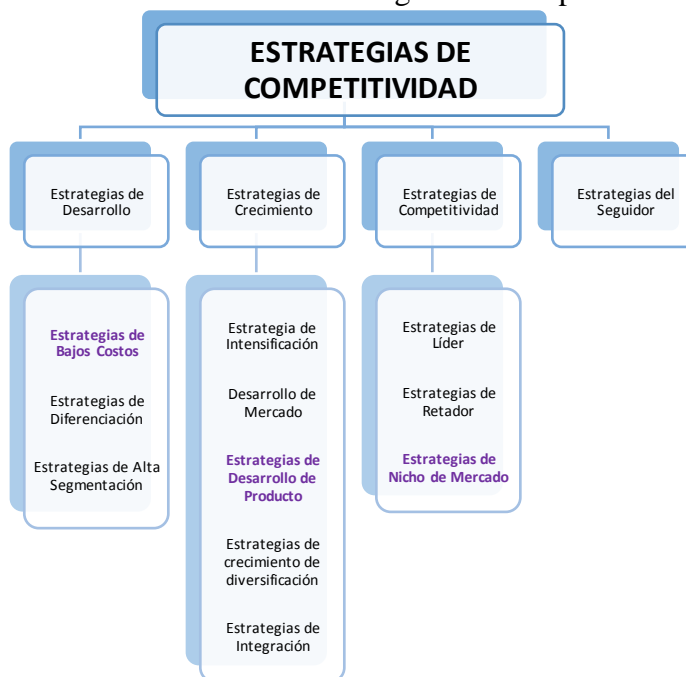 ESTRATEGIAS DE
COMPETITIVIDAD
Estrategias de
Desarrollo
Estrategias de
Crecimiento
Estrategias de
Competitividad
Estrategias del
Seguidor
Estrategias de
Bajos Costos
Estrategias de
Diferenciación
Estrategias de Alta
Segmentación
Estrategia de
Intensificación
Desarrollo de
Mercado
Estrategias de
Desarrollo de
Producto
Estrategias de
crecimiento de
diversificación
Estrategias de
Integración
Estrategias de
Líder
Estrategias de
Retador
Estrategias de
Nicho de Mercado